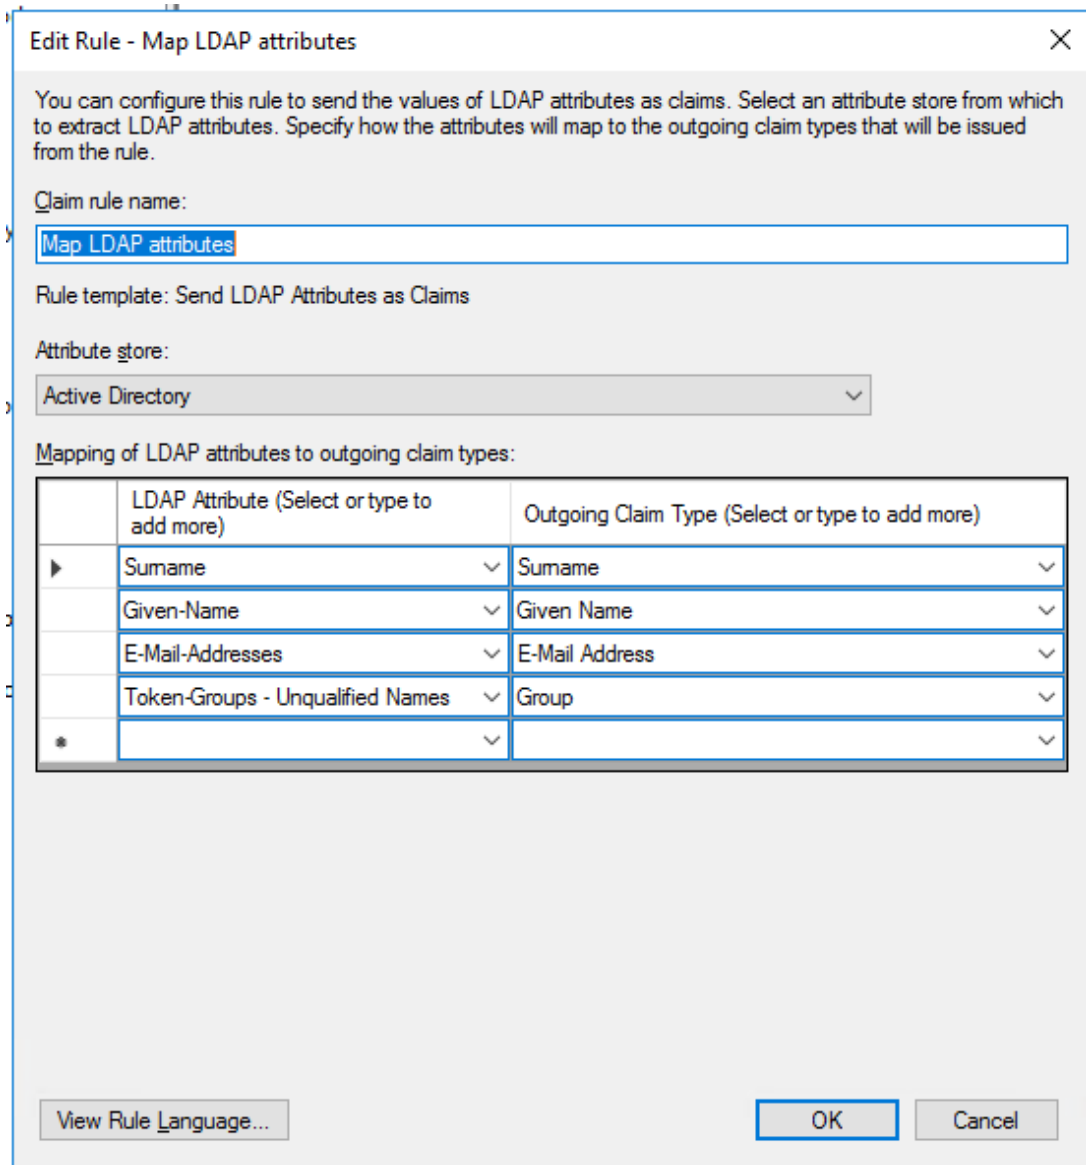 Edit Rule - Map LDAP attributes
You can configure this rule to send the values of LDAP attributes as claims. Select an attribute store from which
to extract LDAP attributes. Specify how the attributes will map to the outgoing claim types that will be issued
from the rule.
Claim rule name:
Map LDAP attributes
Rule template: Send LDAP Attributes as Claims
Attribute store:
Active Directory
Mapping of LDAP attributes to outgoing claim types:
LDAP Attribute (Select or type to
add more)
Outgoing Claim Type (Select or type to add more)
Surname
Surname
Given-Name
Given Name
E-Mail-Addresses
E-Mail Address
Token-Groups - Unqualified Names
Group
View Rule Language...
OK
Cancel